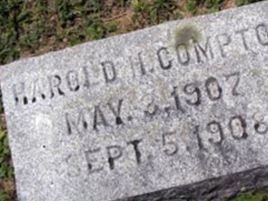 HAROLD H. COMPTO
MAY. 3, 1907
SEPT. 5, 1908